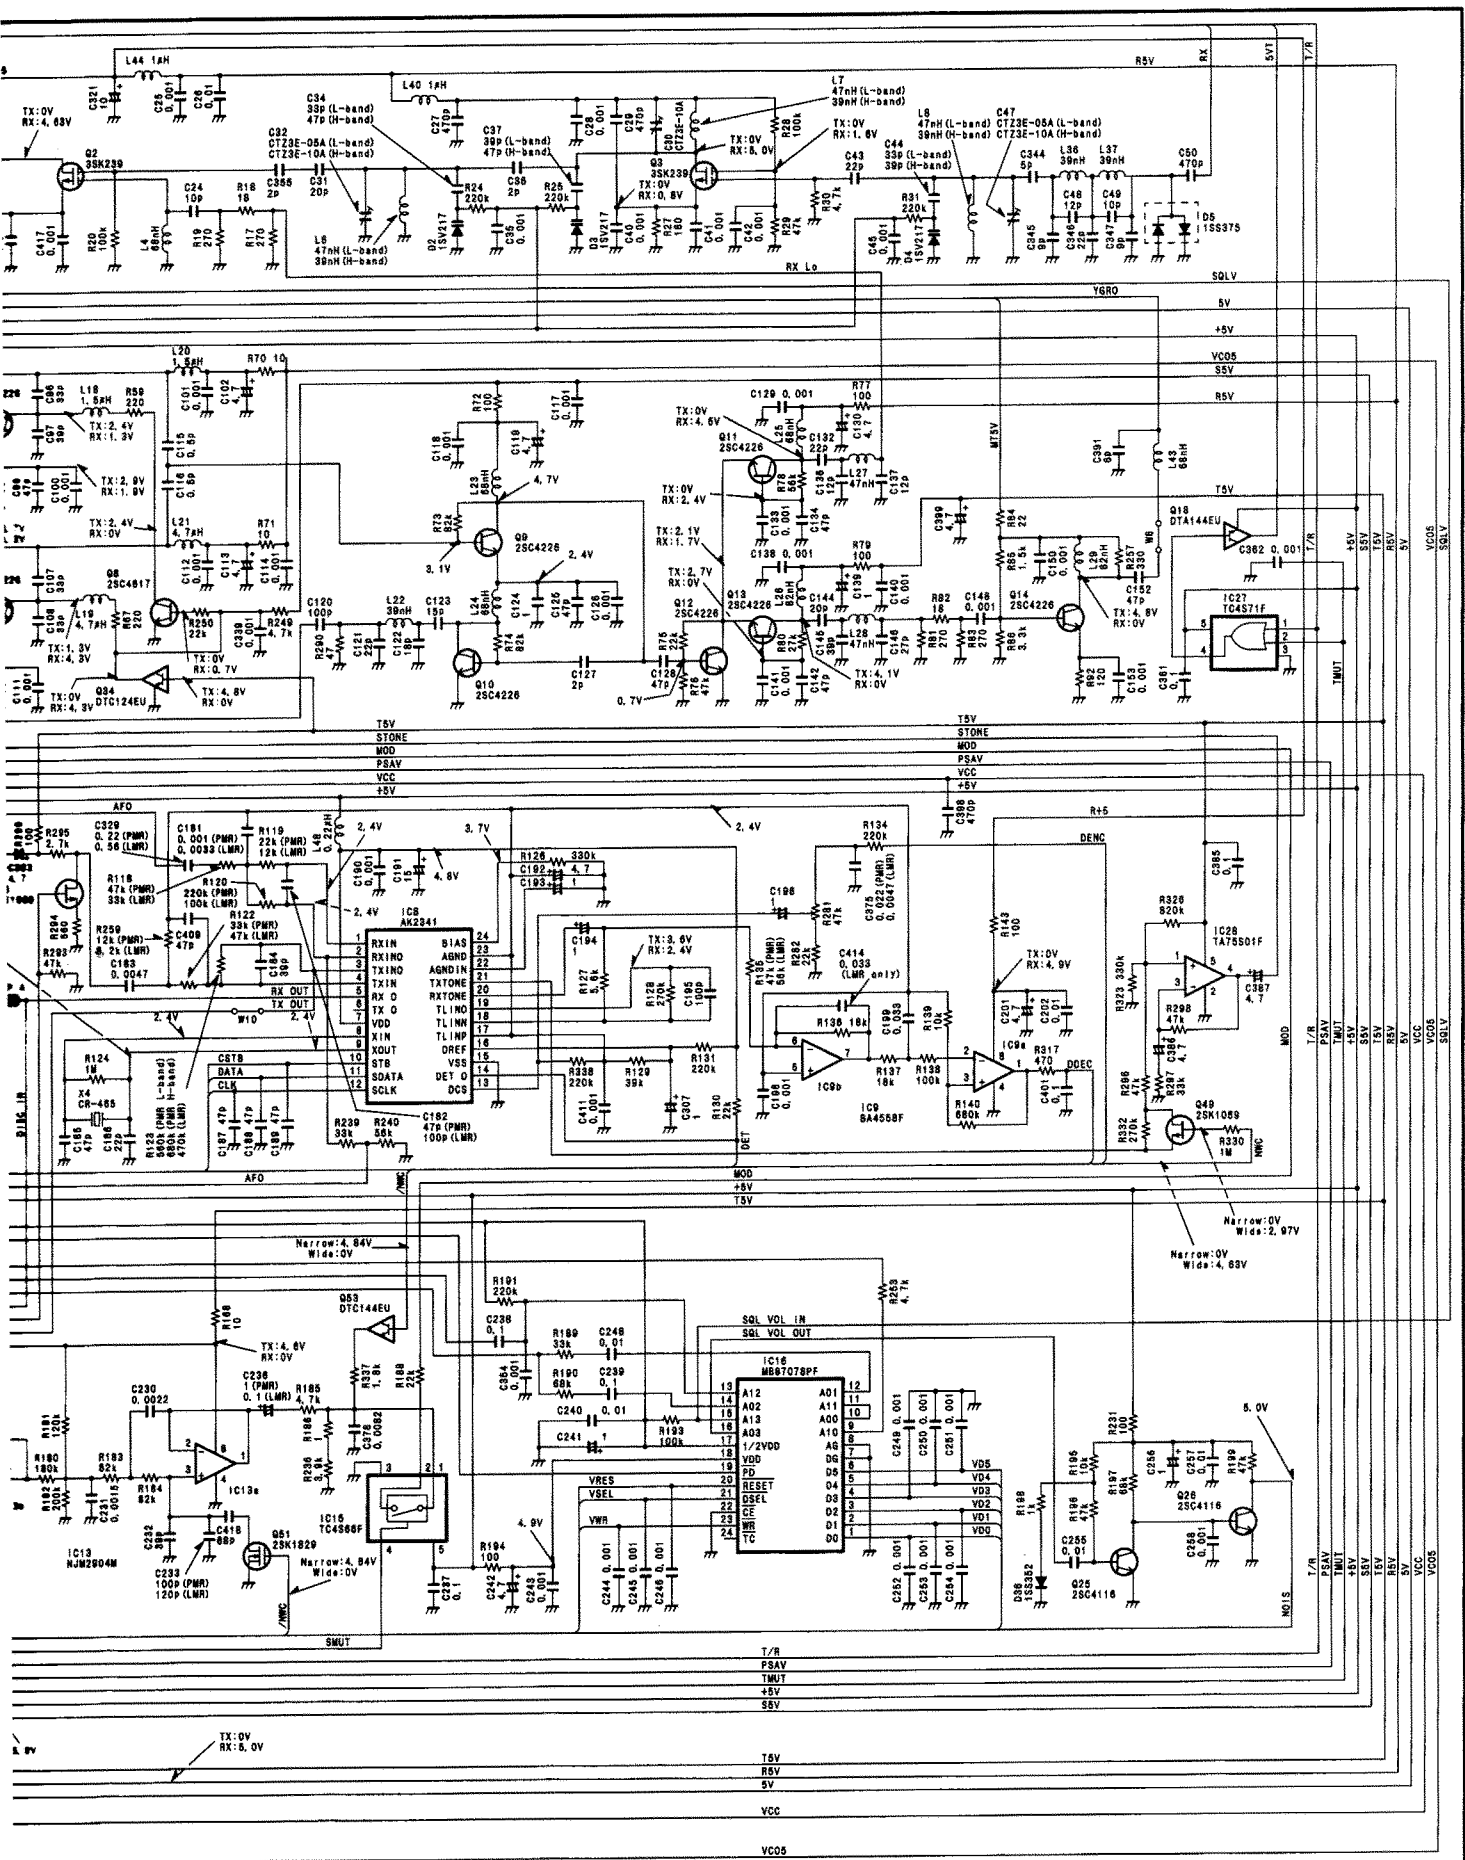 L44 1μH
R5V
RX
5VT
T/R
C321 10
C25 0.001
C26 0.01
TX:0V
RX:4.63V
Q2
3SK239
C34
33p (L-band)
47p (H-band)
L40 1μH
C27 470p
C28 0.001
C29 470p
C30 CTZ3E-10A
L7
47nH (L-band)
39nH (H-band)
R28 100k
TX:0V
RX:1.6V
C32
CTZ3E-05A (L-band)
CTZ3E-10A (H-band)
C37
39p (L-band)
47p (H-band)
TX:0V
RX:5.0V
Q3
3SK239
TX:0V
RX:0.8V
C43
22p
C44
33p (L-band)
39p (H-band)
L8
47nH (L-band)
39nH (H-band)
C47
CTZ3E-05A (L-band)
CTZ3E-10A (H-band)
C344
5p
L36
39nH
L37
39nH
C50
470p
C24
10p
R18
18
C355
2p
C31
20p
R24
220k
C36
2p
R25
220k
R30 4.7k
R31
220k
C48
12p
C49
10p
D5
1SS375
C417 0.001
R20 100k
L4 68nH
R19 270
R17 270
L6
47nH (L-band)
39nH (H-band)
D2 1SV217
C35 0.001
D3 1SV217
C40 0.001
R27 180
C41 0.001
C42 0.001
R29 47k
C45 0.001
D4 1SV217
C345 9p
C346 22p
C347 9p
RX Lo
SQLV
YGRO
5V
+5V
VCO5
S5V
R5V
L20
1.5μH
R70 10
C96 33p
L18
1.5μH
R59
220
C97 39p
TX:2.4V
RX:1.3V
C101 0.001
C102 4.7
C115 0.5p
C116 0.5p
C100 0.001
TX:2.9V
RX:1.9V
TX:2.4V
RX:0V
L21
4.7μH
R71
10
C112 0.001
C113 4.7
C114 0.001
R72 100
C117 0.001
C118 0.001
C119 4.7
L23 68nH
4.7V
R73 82k
Q9
2SC4226
3.1V
2.4V
C129 0.001
L25 68nH
R77
100
C130 4.7
TX:0V
RX:4.5V
Q11
2SC4226
C132
22p
TX:0V
RX:2.4V
R78 56k
C136 12p
L27
47nH
C137 12p
C133 0.001
C134 47p
TX:2.1V
RX:1.7V
C138 0.001
R79
100
MT5V
C399 4.7
R84 22
R85 1.5k
C150 0.001
L29 82nH
R257 330
C152
47p
C391 6p
L43 68nH
W6
T5V
Q18
DTA144EU
C362 0.001
IC27
TC4S71F
C107 33p
Q8
2SC4617
C108 33p
L19
4.7μH
R67 220
R250
22k
C339 0.001
R249
4.7k
TX:1.3V
RX:4.3V
TX:0V
RX:0.7V
C111 0.001
TX:0V
RX:4.3V
Q34
DTC124EU
TX:4.8V
RX:0V
C120
100p
L22
39nH
C123
15p
R290 47
C121 22p
C122 18p
L24 68nH
C124 1
C125 47p
C126 0.001
R74 82k
Q10
2SC4226
C127
2p
TX:2.7V
RX:0V
Q12
2SC4226
Q13
2SC4226
R75 22k
C128
47p
R76 47k
0.7V
L26 82nH
C139 1
C140 0.001
C144
20p
R80 27k
C145 39p
L28
47nH
C146 27p
C141 0.001
C142 47p
TX:4.1V
RX:0V
R82
18
C148
0.001
R81 270
R83 270
R86 3.3k
Q14
2SC4226
TX:4.8V
RX:0V
R92 120
C153 0.001
C361 0.1
TMUT
T5V
STONE
MOD
PSAV
VCC
+5V
AFO
R295
2.7k
C329
0.22 (PMR)
0.56 (LMR)
C181
0.001 (PMR)
0.0033 (LMR)
R119
22k (PMR)
12k (LMR)
L48 0.22μH
2.4V
R118
47k (PMR)
33k (LMR)
R120
220k (PMR)
100k (LMR)
C190 0.001
C191 15
4.8V
3.7V
R126 330k
C192 4.7
C193 1
C398 470p
R+5
DENC
R134
220k
C375
0.022 (PMR)
0.0047 (LMR)
C196
1
R281 47k
R282 22k
C385 0.1
R326
820k
R294 560
R259
12k (PMR)
8.2k (LMR)
C409
47p
R122
33k (PMR)
47k (LMR)
IC8
AK2341
R293
47k
C183
0.0047
C184 39p
RX OUT
TX OUT
W10
RXIN
RXINO
TXINO
TXIN
RX O
TX O
VDD
XIN
XOUT
STB
SDATA
SCLK
BIAS
AGND
AGNDIN
TXTONE
RXTONE
TLINO
TLINN
TLINP
DREF
VSS
DET O
DCS
C194
1
R127 5.6k
TX:3.6V
RX:2.4V
R128 270k
C195 100p
R135
47k (PMR)
56k (LMR)
C414
0.033
(LMR only)
R136 18k
C199 0.033
R139 10k
R143 100
TX:0V
RX:4.9V
C201 4.7
C202 0.01
R323 330k
IC28
TA75S01F
C387
4.7
R298
47k
C386 4.7
R124
1M
X4
CR-465
C185 47p
C186 22p
R123
560k (PMR L-band)
680k (PMR H-band)
470k (LMR)
CSTB
DATA
CLK
C187 47p
C188 47p
C189 47p
C182
47p (PMR)
100p (LMR)
R239
33k
R240
56k
R338
220k
R129
39k
R131
220k
C411 0.001
C307 1
R130 22k
DET
C198 0.001
IC9b
R137
18k
R138
100k
IC9
BA4558F
IC9a
R317
470
C401 0.1
DDEC
R140
680k
R296 47k
R297 33k
R332 270k
Q49
2SK1059
R330
1M
NWC
DISC IN
AFO
/NWC
MOD
+5V
T5V
Narrow:0V
Wide:2.97V
Narrow:0V
Wide:4.63V
Narrow:4.84V
Wide:0V
R168 10
Q53
DTC144EU
R191
220k
R253 4.7k
TX:4.6V
RX:0V
C238
0.1
C364 0.001
R189
33k
C248
0.01
R190
68k
C239
0.1
SQL VOL IN
SQL VOL OUT
IC16
MB87078PF
C230
0.0022
C236
1 (PMR)
0.1 (LMR)
R185
4.7k
R337 1.8k
R188 22k
R181 120k
R180
180k
R182 200k
R183
82k
C231 0.0015
R184
82k
IC13a
R186 1
R236 3.9k
C378 0.0082
IC15
TC4S66F
C240 0.01
C241 1
R193
100k
A12
A02
A13
A03
1/2VDD
VDD
PD
RESET
DSEL
CE
WR
TC
A01
A11
A00
A10
AG
DG
D5
D4
D3
D2
D1
D0
VRES
VSEL
VWR
4.9V
C249 0.001
C250 0.001
C251 0.001
VD5
VD4
VD3
VD2
VD1
VD0
R231 100
R195 10k
R197 68k
R198 1k
R196 47k
C256 1
C257 0.01
R199 47k
5.0V
Q26
2SC4116
C258 0.01
C255
0.01
D36 1SS352
Q25
2SC4116
IC13
NJM2904M
C232 39p
C418 68p
C233
100p (PMR)
120p (LMR)
Q51
2SK1829
Narrow:4.84V
Wide:0V
/NWC
R194
100
C237 0.1
C242 4.7
C243 0.001
C244 0.001
C245 0.001
C246 0.001
C252 0.001
C253 0.001
C254 0.001
NOIS
SMUT
T/R
PSAV
TMUT
+5V
S5V
TX:0V
RX:5.0V
T5V
R5V
5V
VCC
VCO5